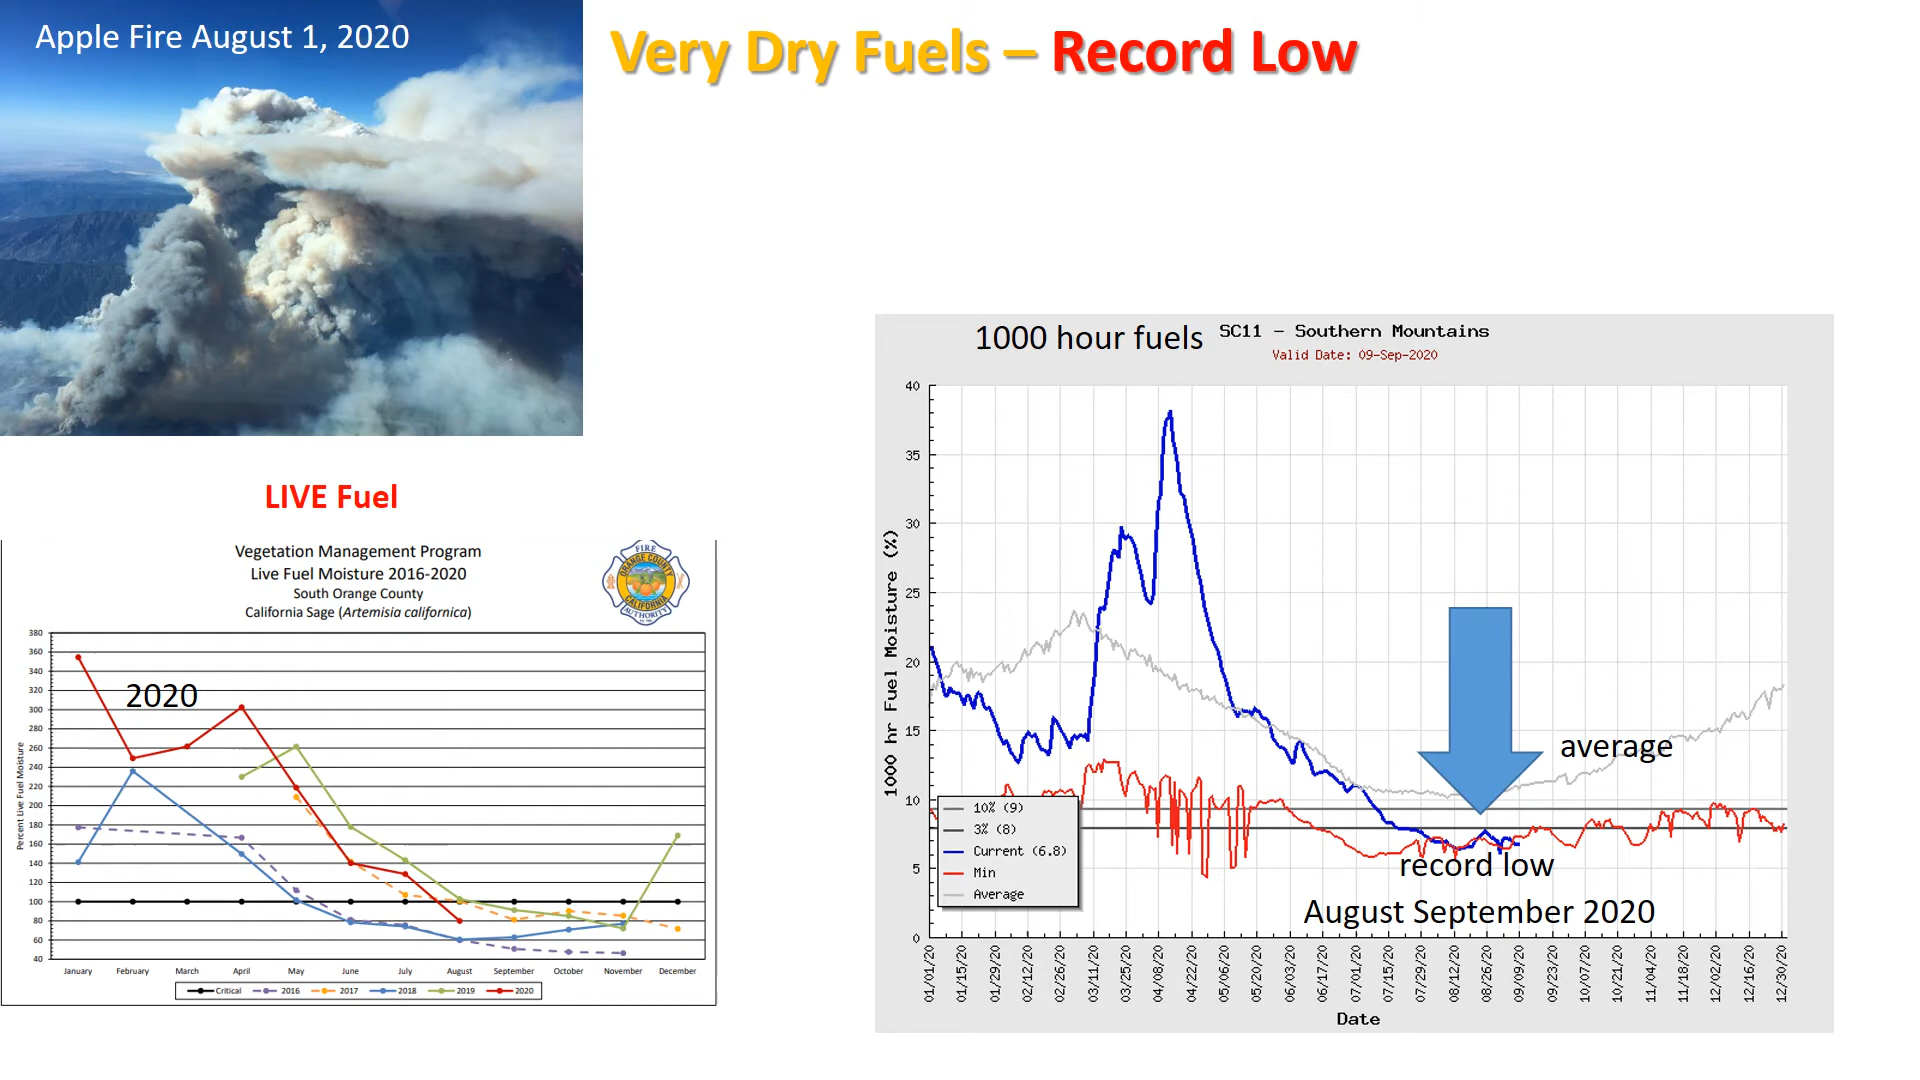 Apple Fire August 1, 2020
Very Dry Fuels – Record Low
LIVE Fuel
Vegetation Management Program
Live Fuel Moisture 2016-2020
South Orange County
California Sage (Artemisia californica)
FIRE
ORANGE COUNTY
CALIFORNIA
AUTHORITY
2020
Percent Live Fuel Moisture
380
360
340
320
300
280
260
240
220
200
180
160
140
120
100
80
60
40
January February March April May June July August September October November December
Critical 2016 2017 2018 2019 2020
1000 hour fuels
SC11 - Southern Mountains
Valid Date: 09-Sep-2020
1000 hr Fuel Moisture (%)
40
35
30
25
20
15
10
5
0
average
10% (9)
3% (8)
Current (6.8)
Min
Average
record low
August September 2020
01/01/20 01/15/20 01/29/20 02/12/20 02/26/20 03/11/20 03/25/20 04/08/20 04/22/20 05/06/20 05/20/20 06/03/20 06/17/20 07/01/20 07/15/20 07/29/20 08/12/20 08/26/20 09/09/20 09/23/20 10/07/20 10/21/20 11/04/20 11/18/20 12/02/20 12/16/20 12/30/20
Date